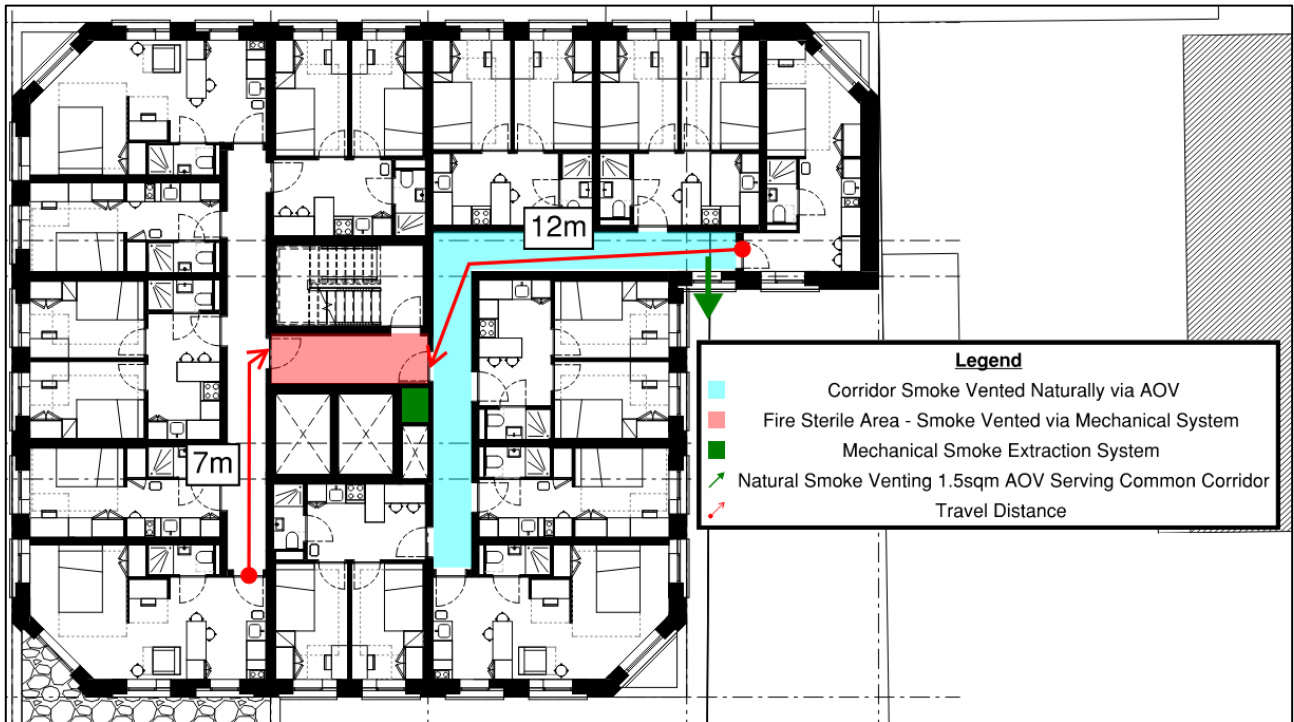 12m
7m
Legend
Corridor Smoke Vented Naturally via AOV
Fire Sterile Area - Smoke Vented via Mechanical System
Mechanical Smoke Extraction System
Natural Smoke Venting 1.5sqm AOV Serving Common Corridor
Travel Distance